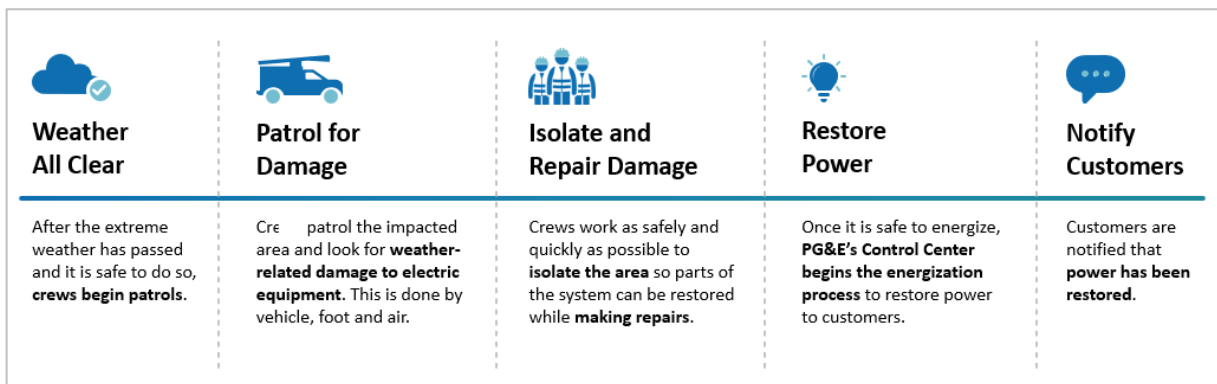 Weather
All Clear
After the extreme
weather has passed
and it is safe to do so,
crews begin patrols.
Patrol for
Damage
patrol the impacted
area and look for weather-
related damage to electric
equipment. This is done by
vehicle, foot and air.
Isolate and
Repair Damage
Crews work as safely and
quickly as possible to
isolate the area so parts of
the system can be restored
while making repairs.
Restore
Power
Once it is safe to energize,
PG&E's Control Center
begins the energization
process to restore power
to customers.
Notify
Customers
Customers are
notified that
power has been
restored.